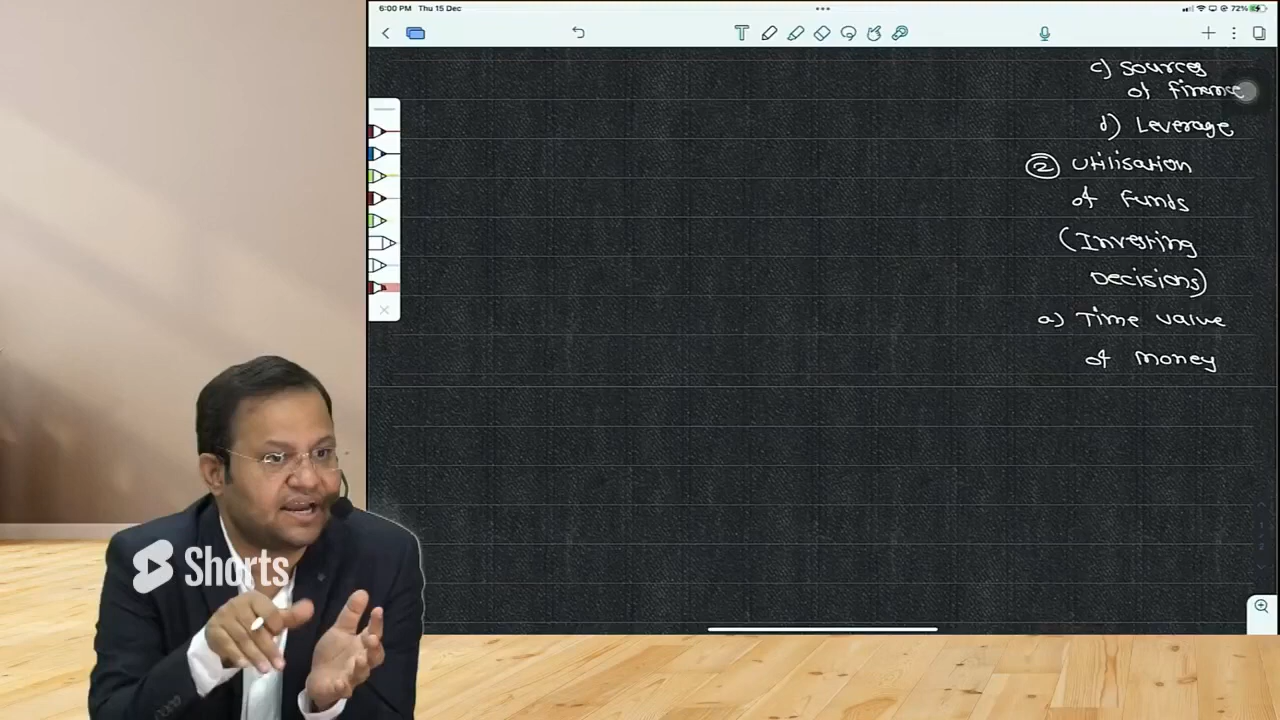 6:00 PM Thu 15 Dec
72%
T
c) Sources
of finance
d) Leverage
② Utilisation
of Funds
(Investing
Decisions)
a) Time value
of money
Shorts